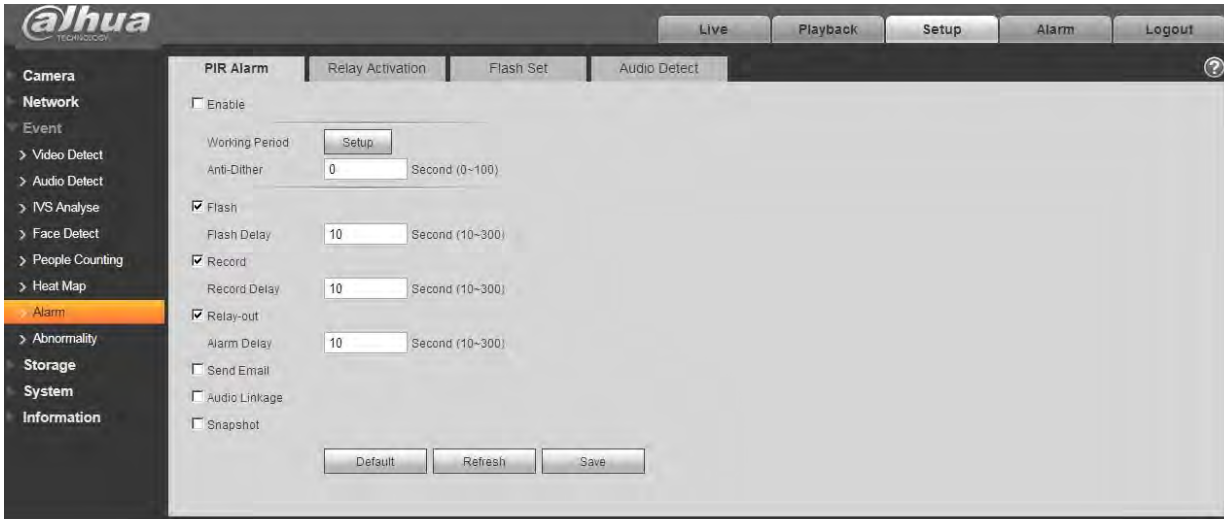 alhua
TECHNOLOGY
Live Playback Setup Alarm Logout
PIR Alarm Relay Activation Flash Set Audio Detect
?
Camera
Network
Event
> Video Detect
> Audio Detect
> IVS Analyse
> Face Detect
> People Counting
> Heat Map
> Alarm
> Abnormality
Storage
System
Information
Enable
Working Period Setup
Anti-Dither 0 Second (0~100)
Flash
Flash Delay 10 Second (10~300)
Record
Record Delay 10 Second (10~300)
Relay-out
Alarm Delay 10 Second (10~300)
Send Email
Audio Linkage
Snapshot
Default Refresh Save